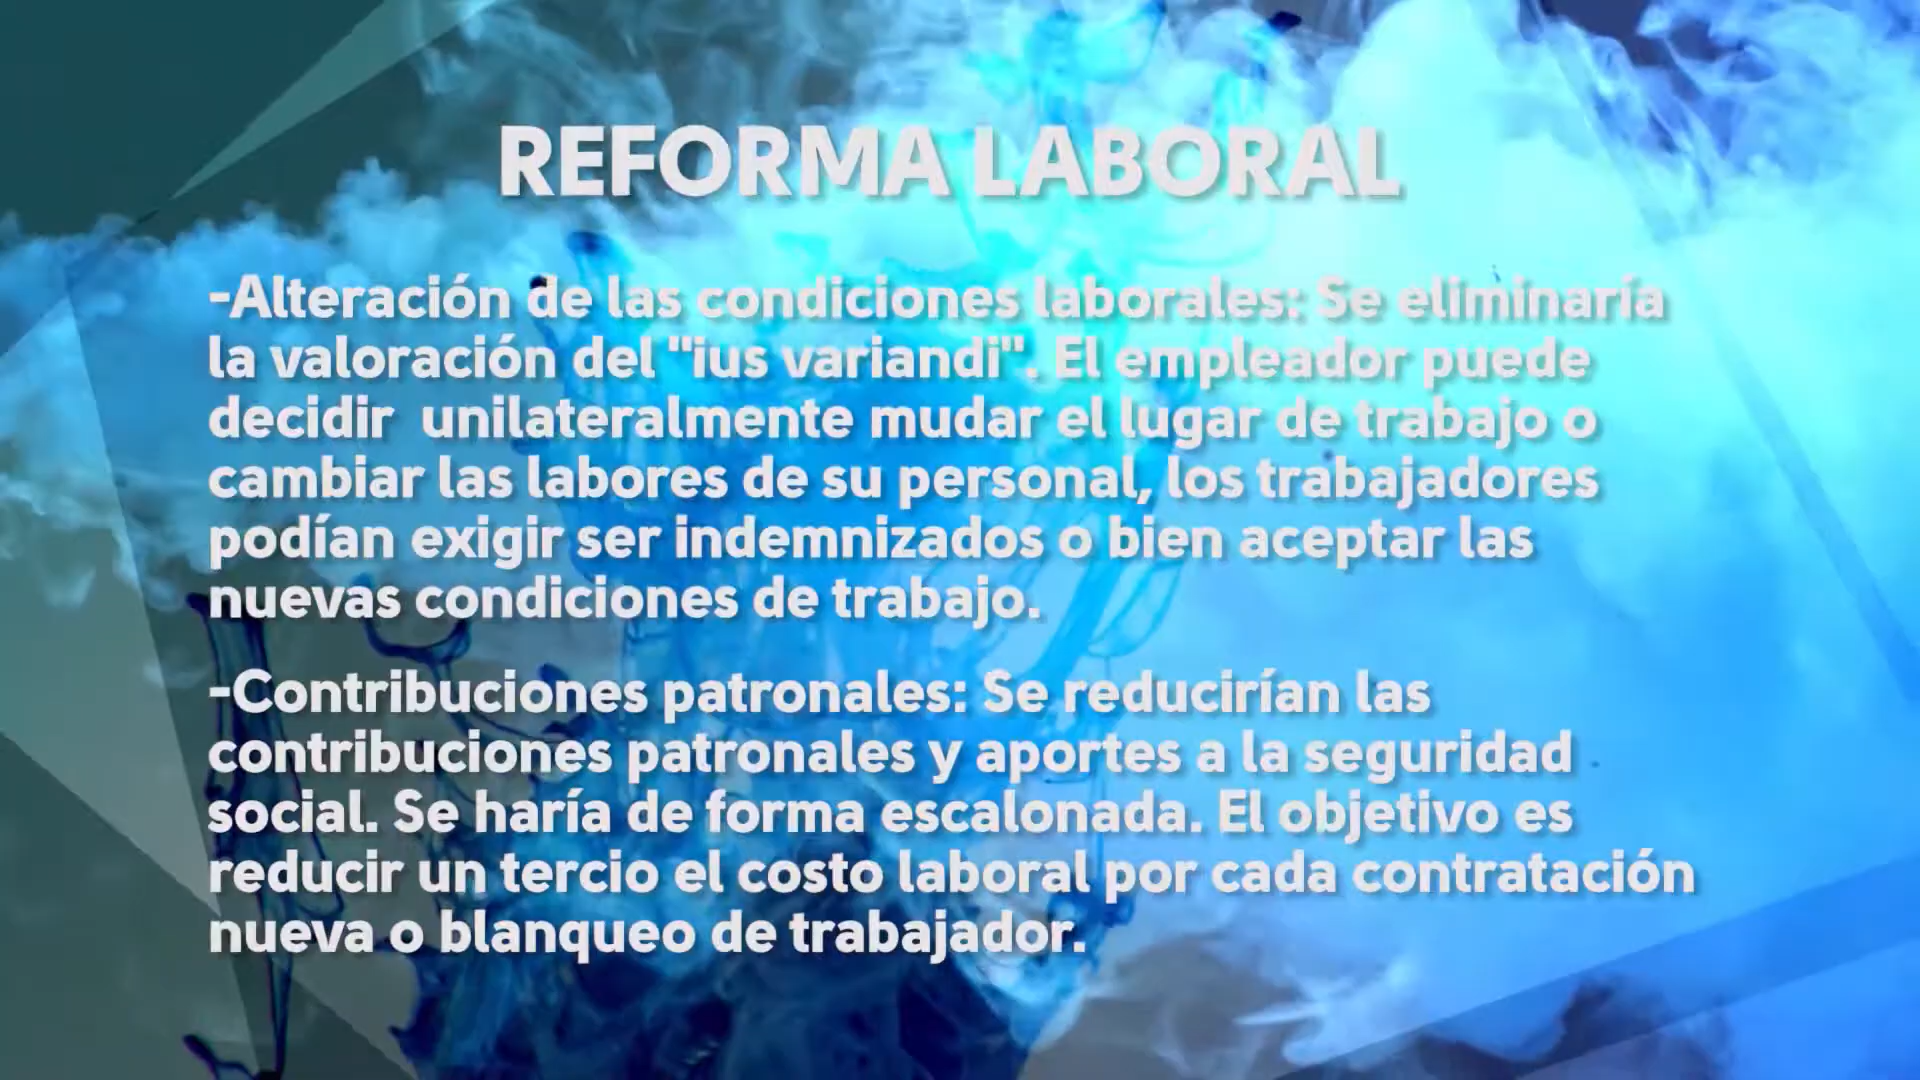 REFORMA LABORAL
-Alteración de las condiciones laborales: Se eliminaría
la valoración del "ius variandi". El empleador puede
decidir  unilateralmente mudar el lugar de trabajo o
cambiar las labores de su personal, los trabajadores
podían exigir ser indemnizados o bien aceptar las
nuevas condiciones de trabajo.
-Contribuciones patronales: Se reducirían las
contribuciones patronales y aportes a la seguridad
social. Se haría de forma escalonada. El objetivo es
reducir un tercio el costo laboral por cada contratación
nueva o blanqueo de trabajador.